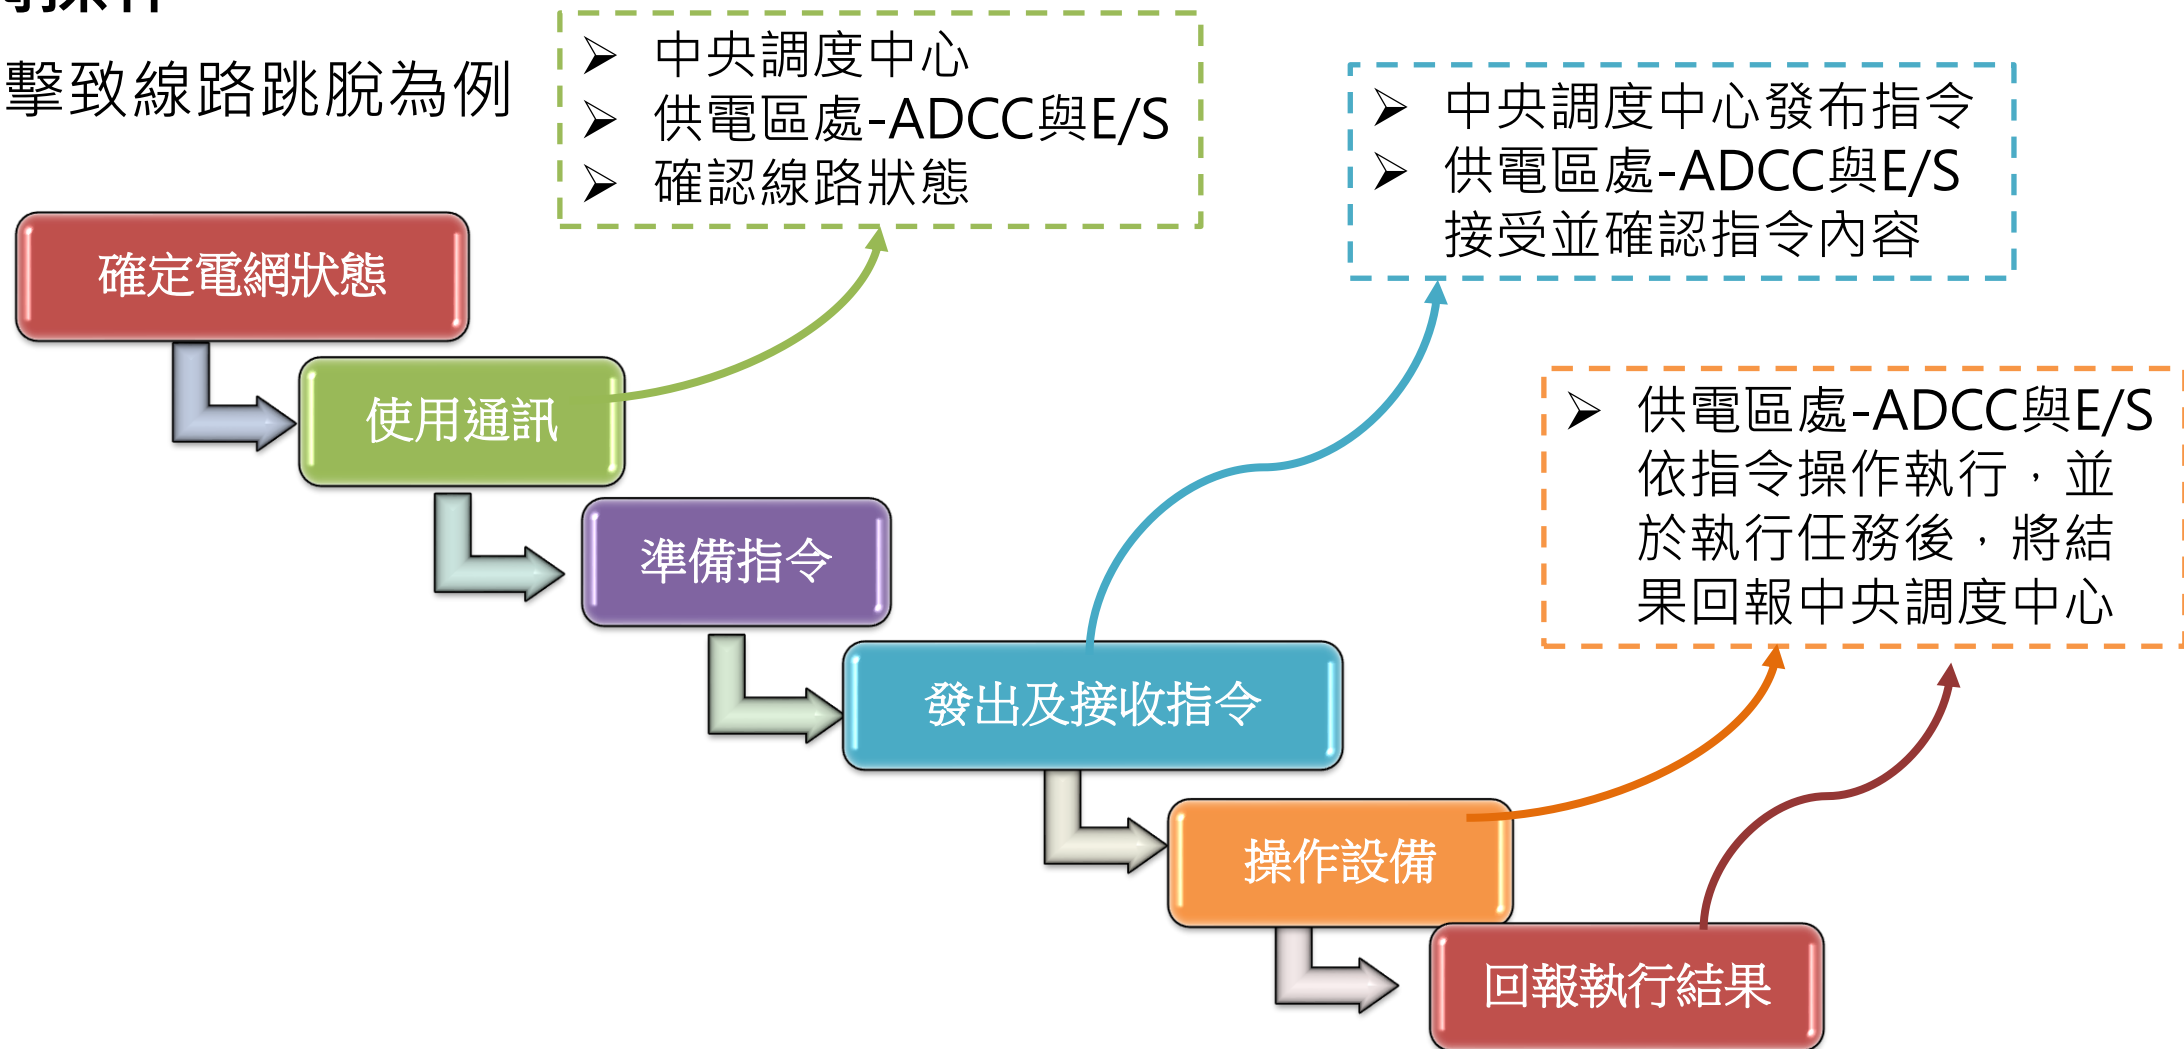 擊致線路跳脫為例
➢ 中央調度中心
➢ 供電區處-ADCC與E/S
➢ 確認線路狀態
➢ 中央調度中心發布指令
➢ 供電區處-ADCC與E/S
接受並確認指令內容
確定電網狀態
使用通訊
➢ 供電區處-ADCC與E/S
依指令操作執行，並
於執行任務後，將結
果回報中央調度中心
準備指令
發出及接收指令
操作設備
回報執行結果